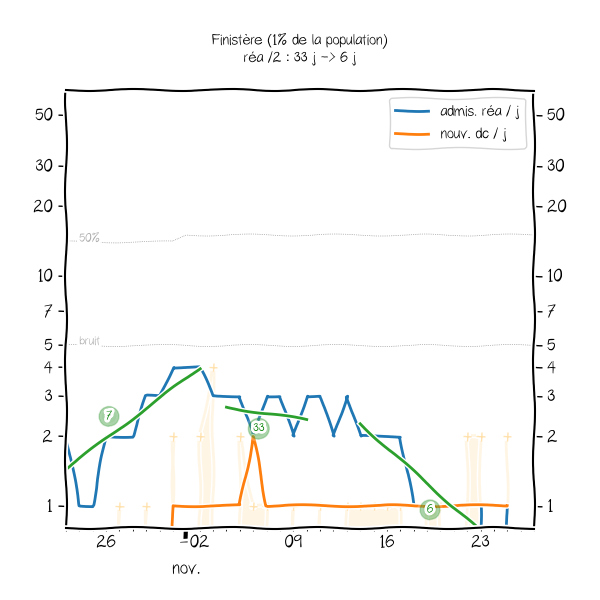 Finistère (1% de la population)
réa /2 : 33 j -> 6 j
admis. réa / j
nouv. dc / j
50 50
30 30
20 20
50%
10 10
7 7
bruit
5 5
4 4
3 3
2 2
1 1
7
33
6
26 02 09 16 23
nov.